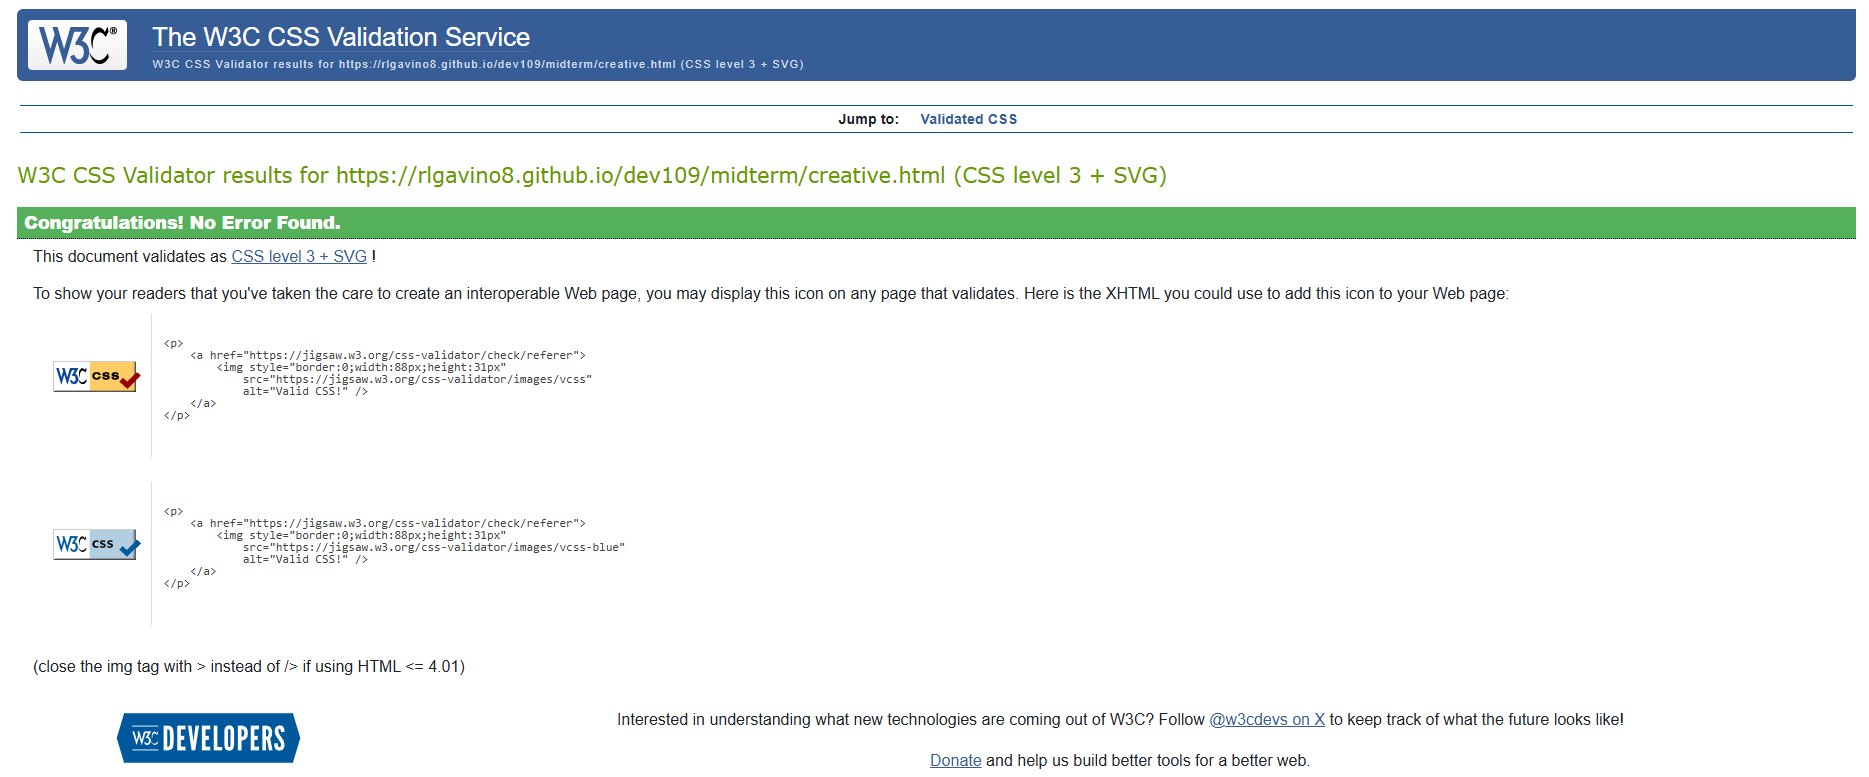 W3C®
The W3C CSS Validation Service
W3C CSS Validator results for https://rlgavino8.github.io/dev109/midterm/creative.html (CSS level 3 + SVG)
Jump to: Validated CSS
W3C CSS Validator results for https://rlgavino8.github.io/dev109/midterm/creative.html (CSS level 3 + SVG)
Congratulations! No Error Found.
This document validates as CSS level 3 + SVG !
To show your readers that you've taken the care to create an interoperable Web page, you may display this icon on any page that validates. Here is the XHTML you could use to add this icon to your Web page:
W3C css
<p>
    <a href="https://jigsaw.w3.org/css-validator/check/referer">
        <img style="border:0;width:88px;height:31px"
            src="https://jigsaw.w3.org/css-validator/images/vcss"
            alt="Valid CSS!" />
    </a>
</p>
W3C css
<p>
    <a href="https://jigsaw.w3.org/css-validator/check/referer">
        <img style="border:0;width:88px;height:31px"
            src="https://jigsaw.w3.org/css-validator/images/vcss-blue"
            alt="Valid CSS!" />
    </a>
</p>
(close the img tag with > instead of /> if using HTML <= 4.01)
W3C DEVELOPERS
Interested in understanding what new technologies are coming out of W3C? Follow @w3cdevs on X to keep track of what the future looks like!
Donate and help us build better tools for a better web.